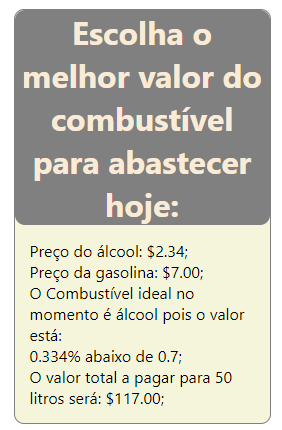 Escolha o
melhor valor do
combustível
para abastecer
hoje:
Preço do álcool: $2.34;
Preço da gasolina: $7.00;
O Combustível ideal no
momento é álcool pois o valor
está:
0.334% abaixo de 0.7;
O valor total a pagar para 50
litros será: $117.00;